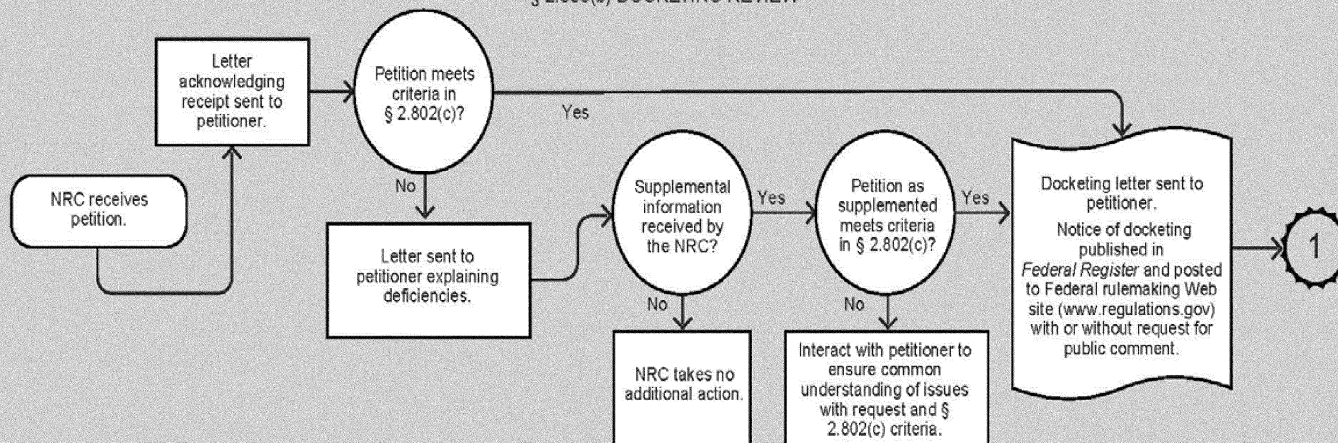 DOCKETING REVIEW
Letter
acknowledging
receipt sent to
petitioner.
Petition meets
criteria in
§ 2.802(c)?
Yes
No
NRC receives
petition.
Letter sent to
petitioner explaining
deficiencies.
Supplemental
information
received by
the NRC?
Yes
No
NRC takes no
additional action.
Petition as
supplemented
meets criteria
in § 2.802(c)?
Yes
No
Interact with petitioner to
ensure common
understanding of issues
with request and §
2.802(c) criteria.
Docketing letter sent to
petitioner.
Notice of docketing
published in
Federal Register and posted
to Federal rulemaking Web
site (www.regulations.gov)
with or without request for
public comment.
1